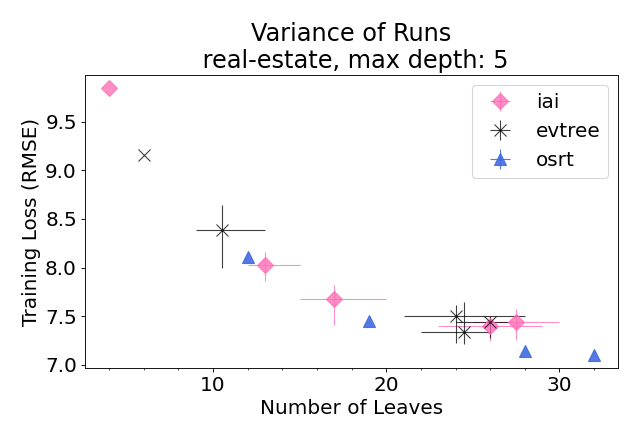 Variance of Runs
real-estate, max depth: 5
iai
evtree
osrt
9.5
9.0
8.5
8.0
7.5
7.0
Training Loss (RMSE)
10 20 30
Number of Leaves